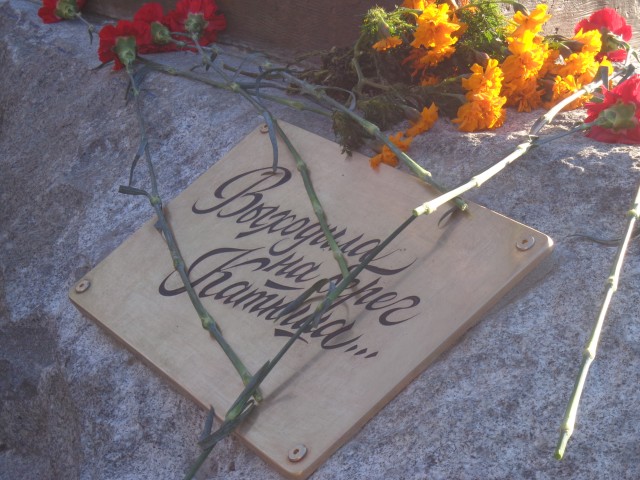 Выходила
на берег
Катюша...